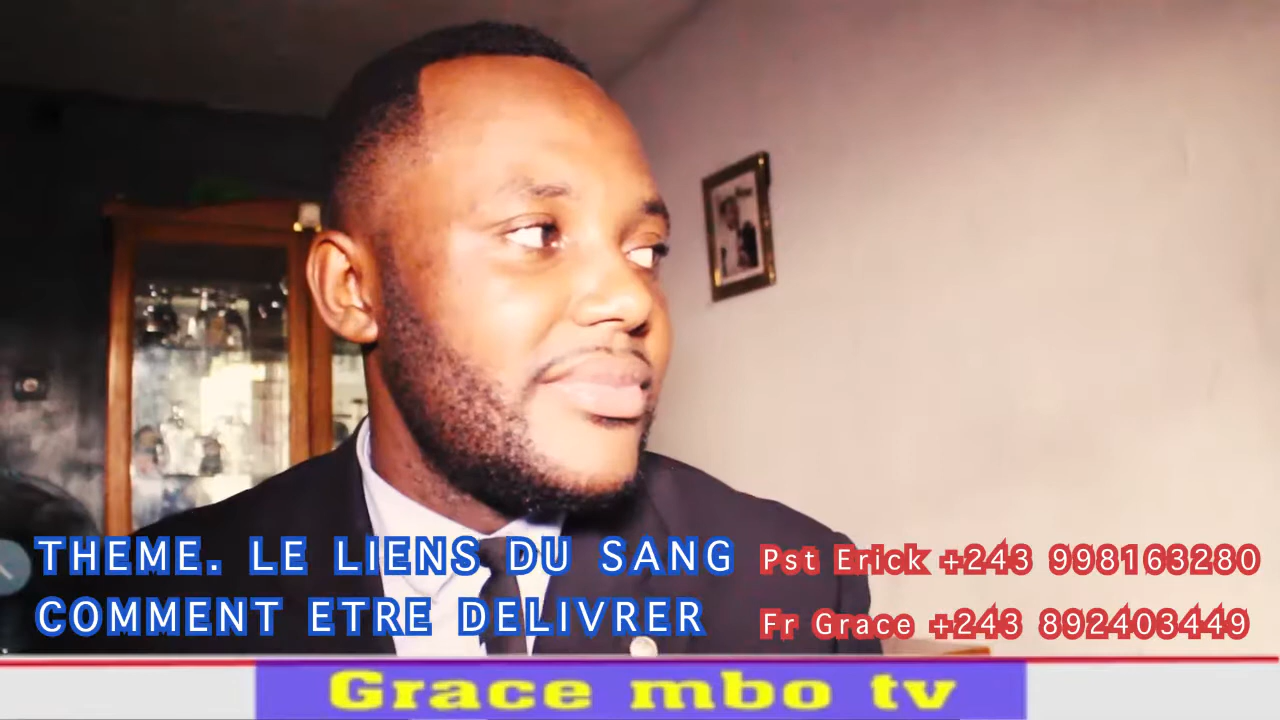 THEME. LE LIENS DU SANG
COMMENT ETRE DELIVRER
Pst Erick +243 998163280
Fr Grace +243 892403449
Grace mbo tv